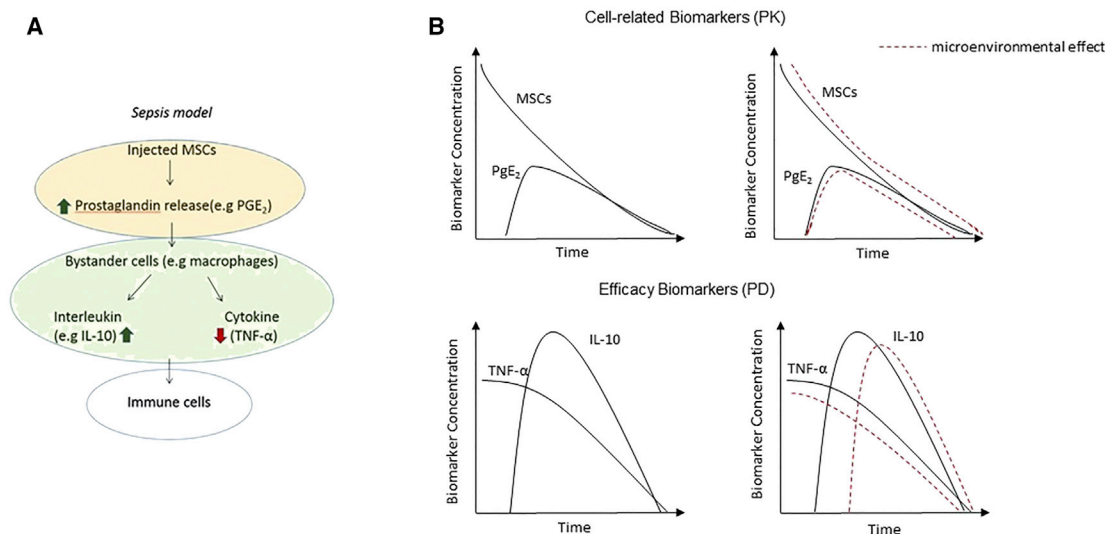 A
Sepsis model
Injected MSCs
Prostaglandin release(e.g PGE₂)
Bystander cells (e.g macrophages)
Interleukin
(e.g IL-10)
Cytokine
(TNF-α)
Immune cells
B
Cell-related Biomarkers (PK)
microenvironmental effect
Biomarker Concentration
MSCs
PgE₂
Time
Biomarker Concentration
MSCs
PgE₂
Time
Efficacy Biomarkers (PD)
Biomarker Concentration
TNF-α
IL-10
Time
Biomarker Concentration
TNF-α
IL-10
Time